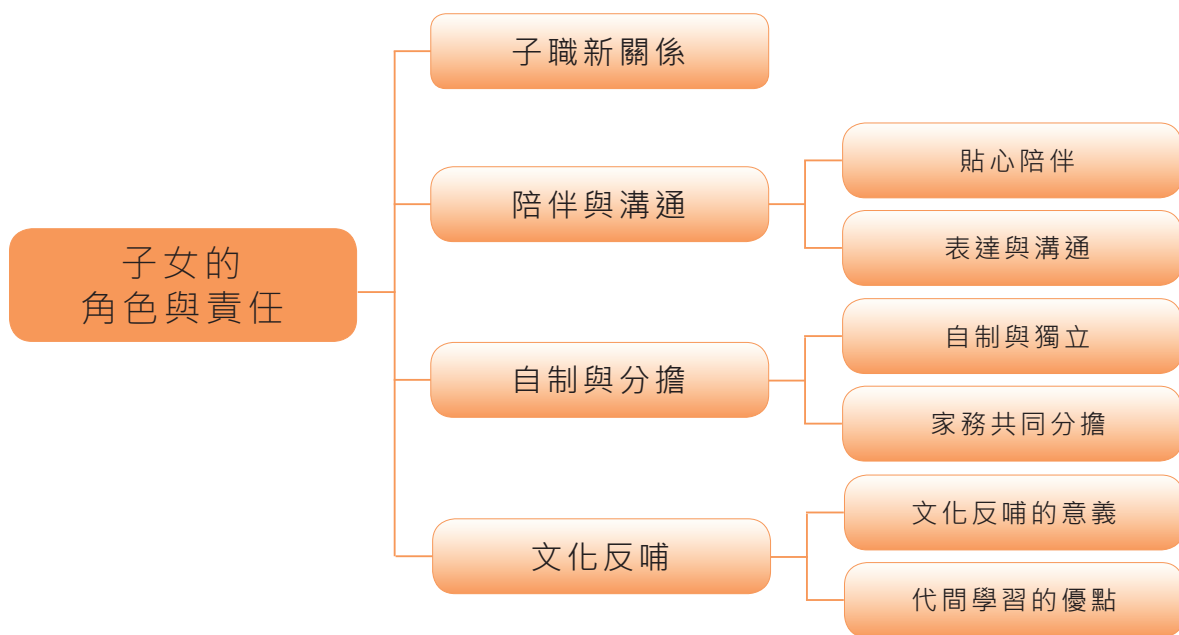 子女的
角色與責任
子職新關係
陪伴與溝通
貼心陪伴
表達與溝通
自制與分擔
自制與獨立
家務共同分擔
文化反哺
文化反哺的意義
代間學習的優點